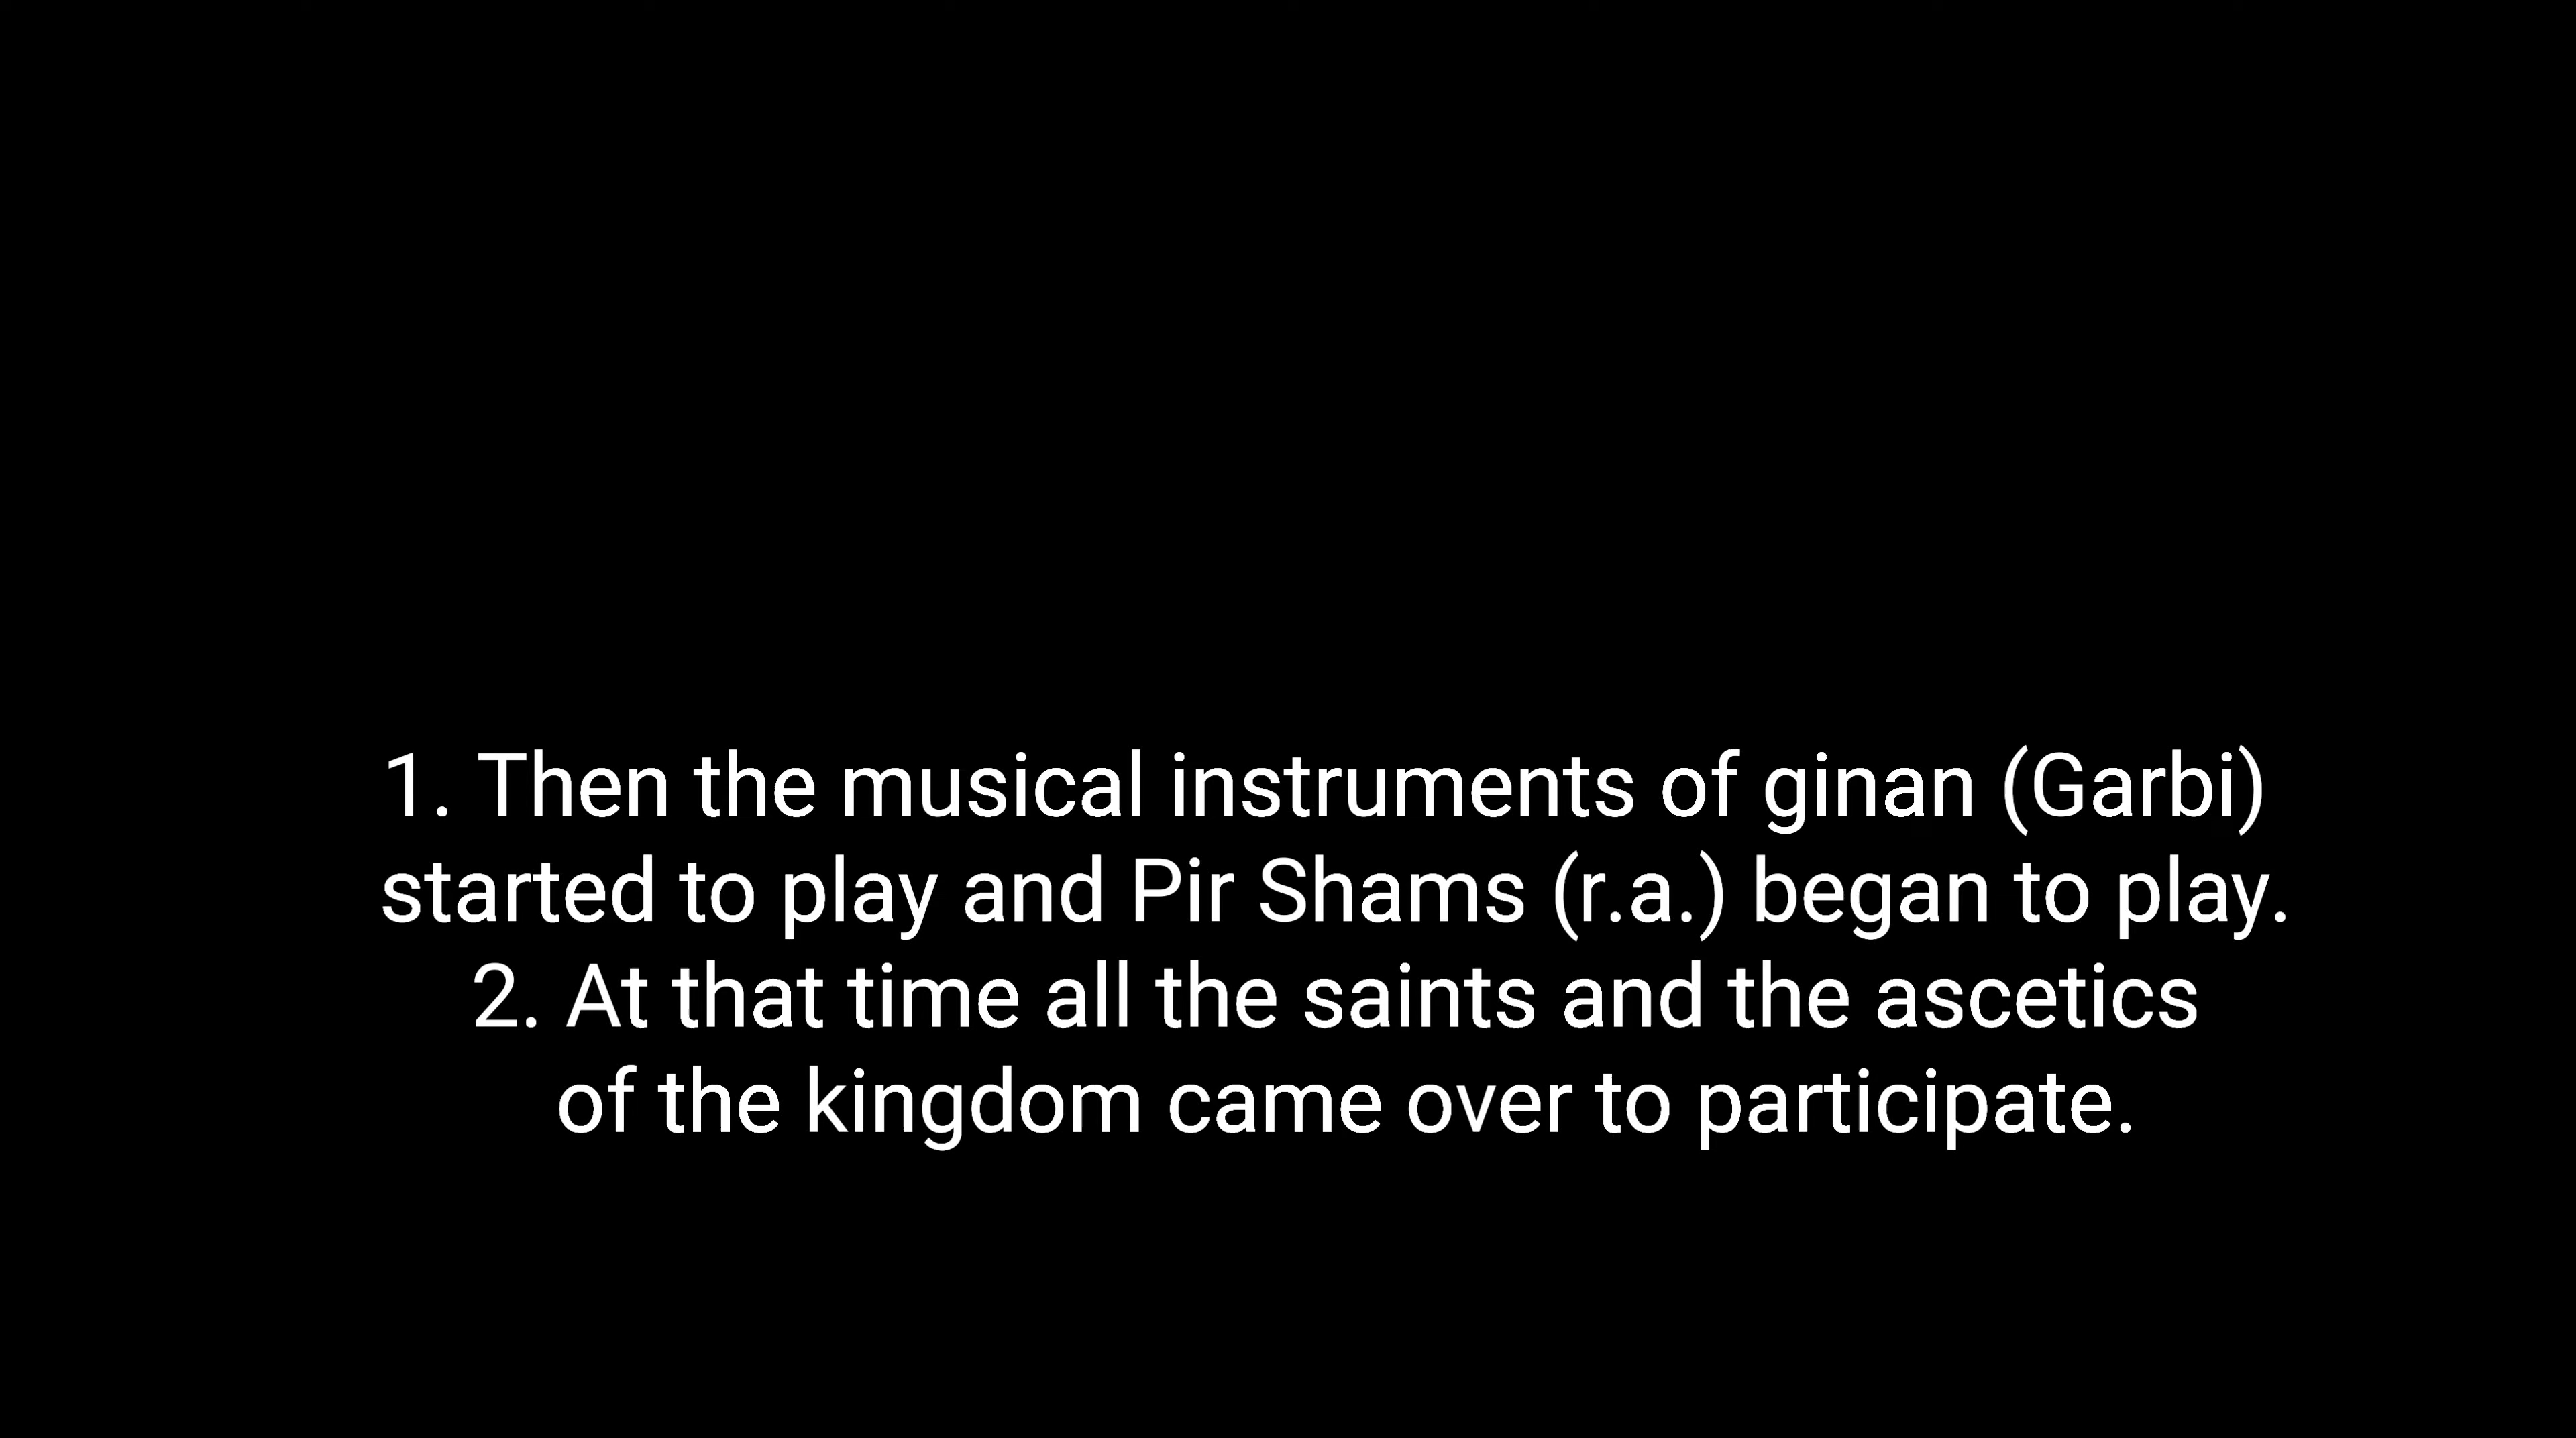 1. Then the musical instruments of ginan (Garbi)
started to play and Pir Shams (r.a.) began to play.
2. At that time all the saints and the ascetics
of the kingdom came over to participate.